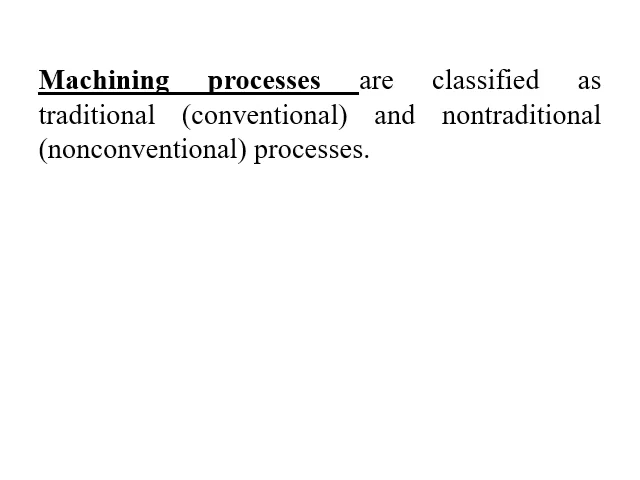 Machining processes are classified as
traditional (conventional) and nontraditional
(nonconventional) processes.